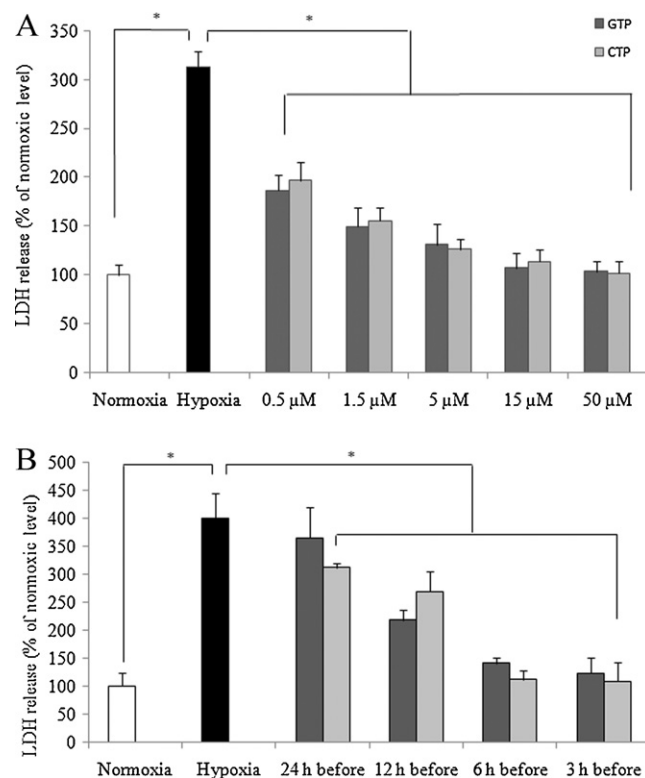 A
* *
GTP
CTP
LDH release (% of normoxic level)
350
300
250
200
150
100
50
0
Normoxia Hypoxia 0.5 µM 1.5 µM 5 µM 15 µM 50 µM
B
* *
LDH release (% of normoxic level)
500
450
400
350
300
250
200
150
100
50
0
Normoxia Hypoxia 24 h before 12 h before 6 h before 3 h before